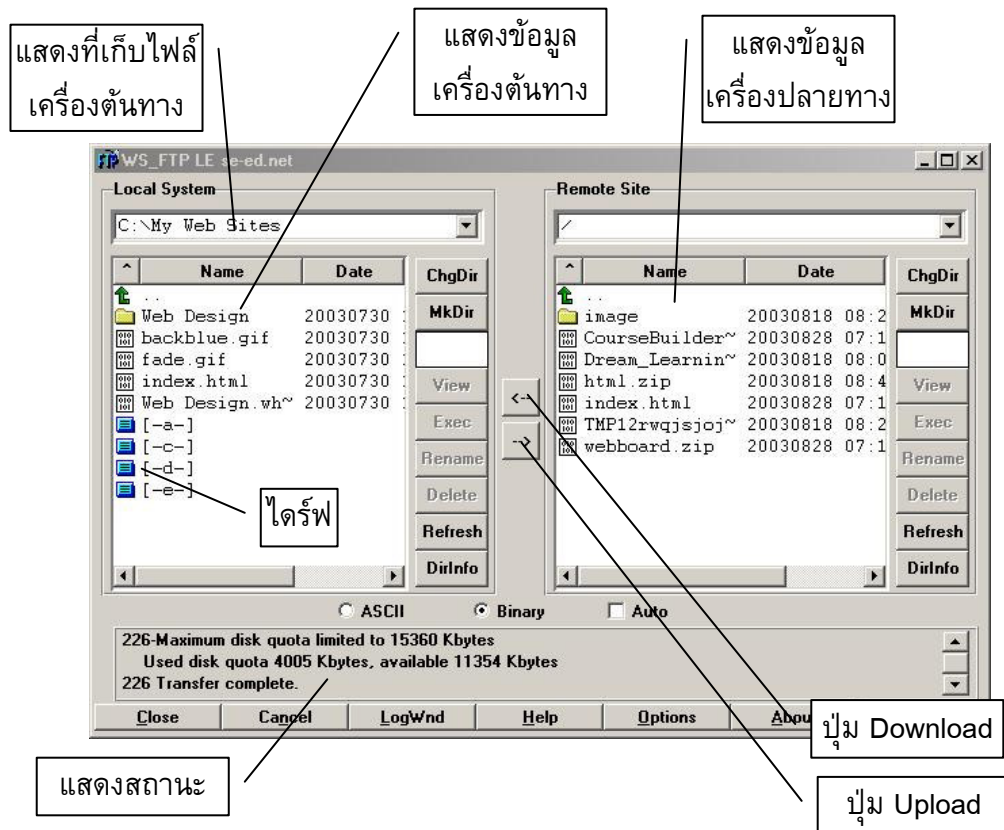 แสดงที่เก็บไฟล์
เครื่องต้นทาง
แสดงข้อมูล
เครื่องต้นทาง
แสดงข้อมูล
เครื่องปลายทาง
WS_FTP LE se-ed.net
Local System
C:\My Web Sites
^ Name Date
..
Web Design 20030730
backblue.gif 20030730
fade.gif 20030730
index.html 20030730
Web Design.wh~ 20030730
[-a-]
[-c-]
[-d-]
[-e-]
ไดร์ฟ
ChgDir
MkDir
View
Exec
Rename
Delete
Refresh
DirInfo
<--
-->
Remote Site
/
^ Name Date
..
image 20030818 08:2
CourseBuilder~ 20030828 07:1
Dream_Learnin~ 20030818 08:0
html.zip 20030818 08:4
index.html 20030828 07:1
TMP12rwqjsjoj~ 20030818 08:2
webboard.zip 20030828 07:1
ChgDir
MkDir
View
Exec
Rename
Delete
Refresh
DirInfo
ASCII Binary Auto
226-Maximum disk quota limited to 15360 Kbytes
Used disk quota 4005 Kbytes, available 11354 Kbytes
226 Transfer complete.
Close Cancel LogWnd Help Options
ปุ่ม Download
แสดงสถานะ
ปุ่ม Upload